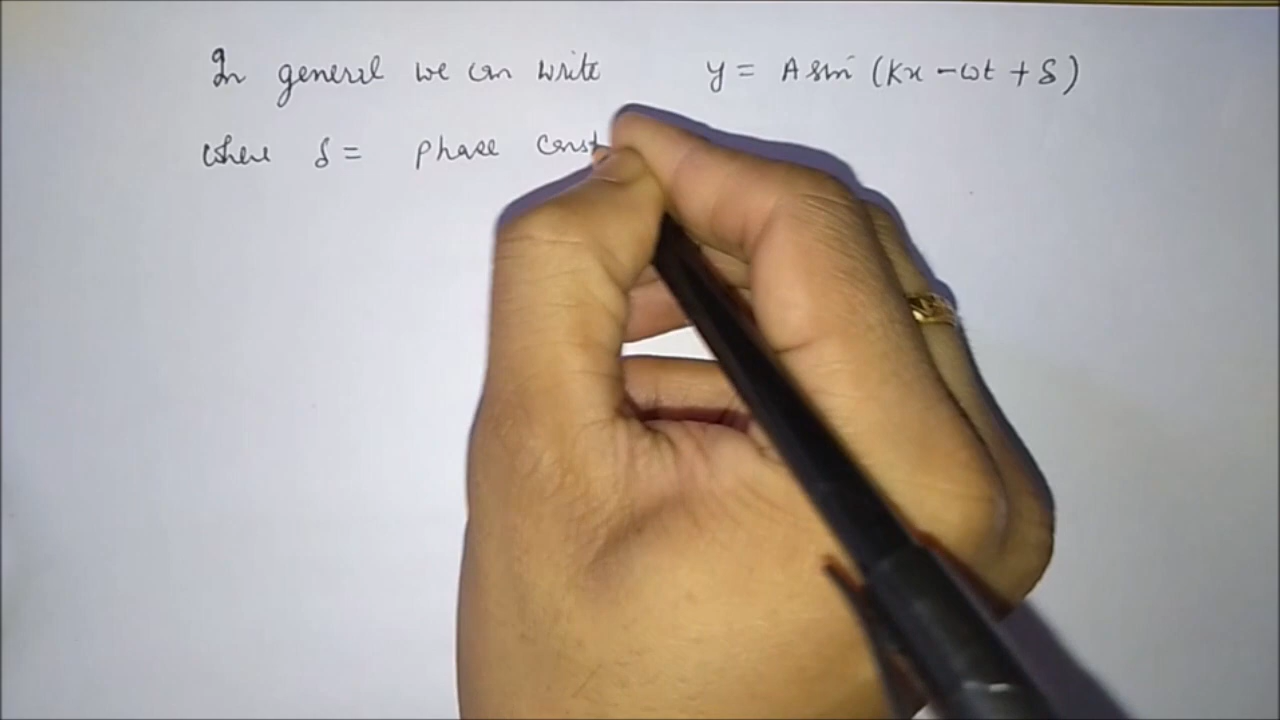 In general we can write y = A sin (Kx - ωt + δ)
where δ = phase const